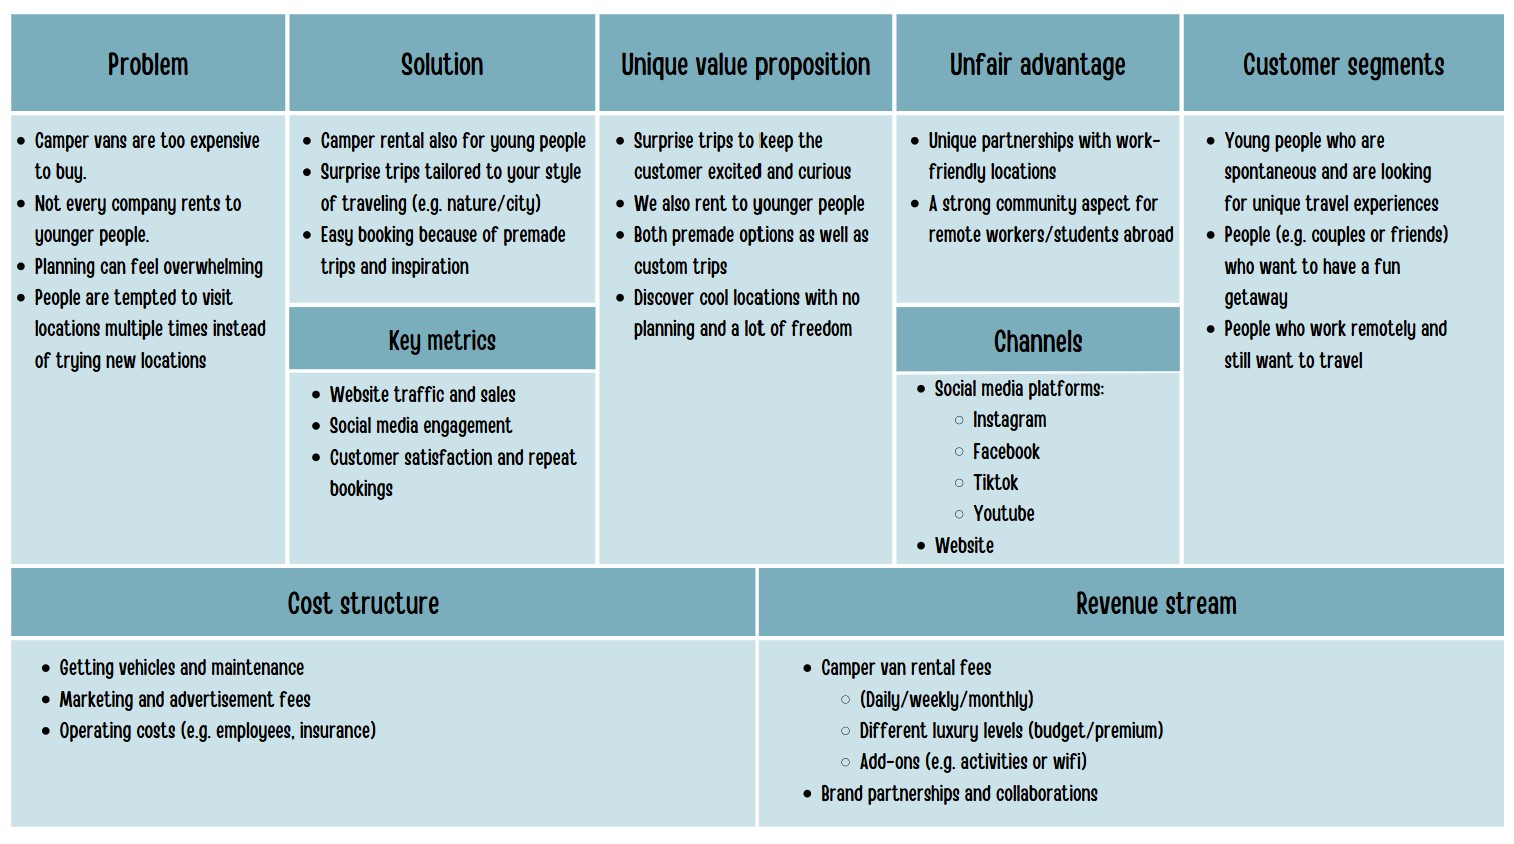 Problem
Camper vans are too expensive
to buy.
Not every company rents to
younger people.
Planning can feel overwhelming
People are tempted to visit
locations multiple times instead
of trying new locations
Solution
Camper rental also for young people
Surprise trips tailored to your style
of traveling (e.g. nature/city)
Easy booking because of premade
trips and inspiration
Key metrics
Website traffic and sales
Social media engagement
Customer satisfaction and repeat
bookings
Unique value proposition
Surprise trips to keep the
customer excited and curious
We also rent to younger people
Both premade options as well as
custom trips
Discover cool locations with no
planning and a lot of freedom
Unfair advantage
Unique partnerships with work-
friendly locations
A strong community aspect for
remote workers/students abroad
Channels
Social media platforms:
Instagram
Facebook
Tiktok
Youtube
Website
Customer segments
Young people who are
spontaneous and are looking
for unique travel experiences
People (e.g. couples or friends)
who want to have a fun
getaway
People who work remotely and
still want to travel
Cost structure
Getting vehicles and maintenance
Marketing and advertisement fees
Operating costs (e.g. employees, insurance)
Revenue stream
Camper van rental fees
(Daily/weekly/monthly)
Different luxury levels (budget/premium)
Add-ons (e.g. activities or wifi)
Brand partnerships and collaborations